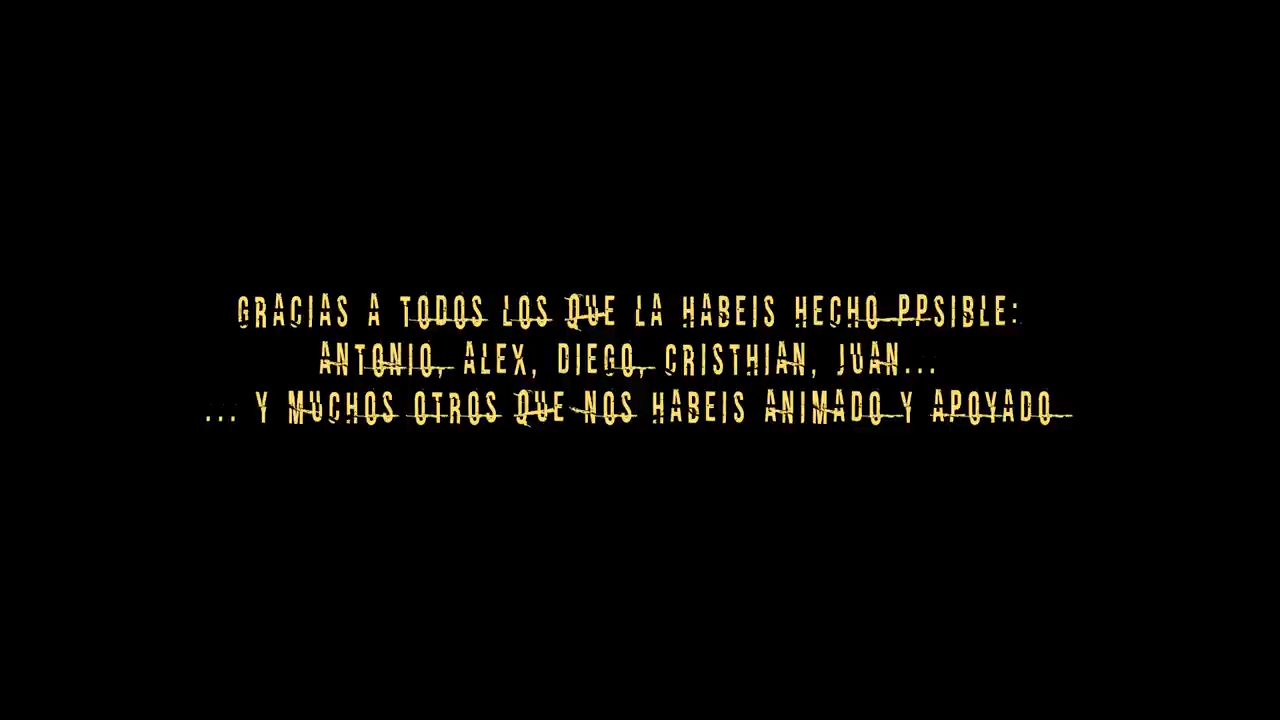 GRACIAS A TODOS LOS QUE LA HABEIS HECHO PPSIBLE:
ANTONIO, ALEX, DIEGO, CRISTHIAN, JUAN...
... Y MUCHOS OTROS QUE NOS HABEIS ANIMADO Y APOYADO